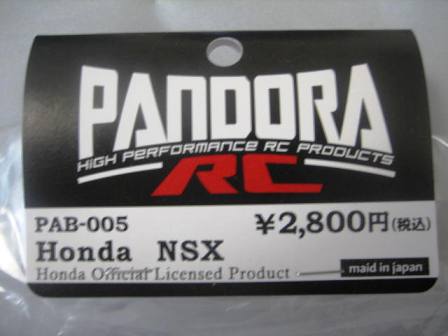 PANDORA
HIGH PERFORMANCE RC PRODUCTS
RC
PAB-005 ¥2,800円(税込)
Honda NSX
Honda Official Licensed Product maid in japan